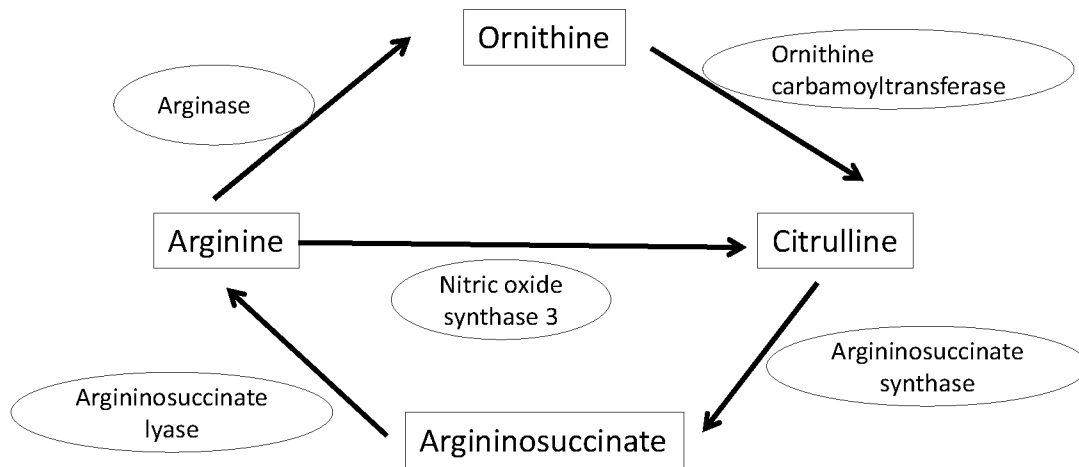 Ornithine
Ornithine
carbamoyltransferase
Arginase
Arginine
Citrulline
Nitric oxide
synthase 3
Argininosuccinate
synthase
Argininosuccinate
lyase
Argininosuccinate